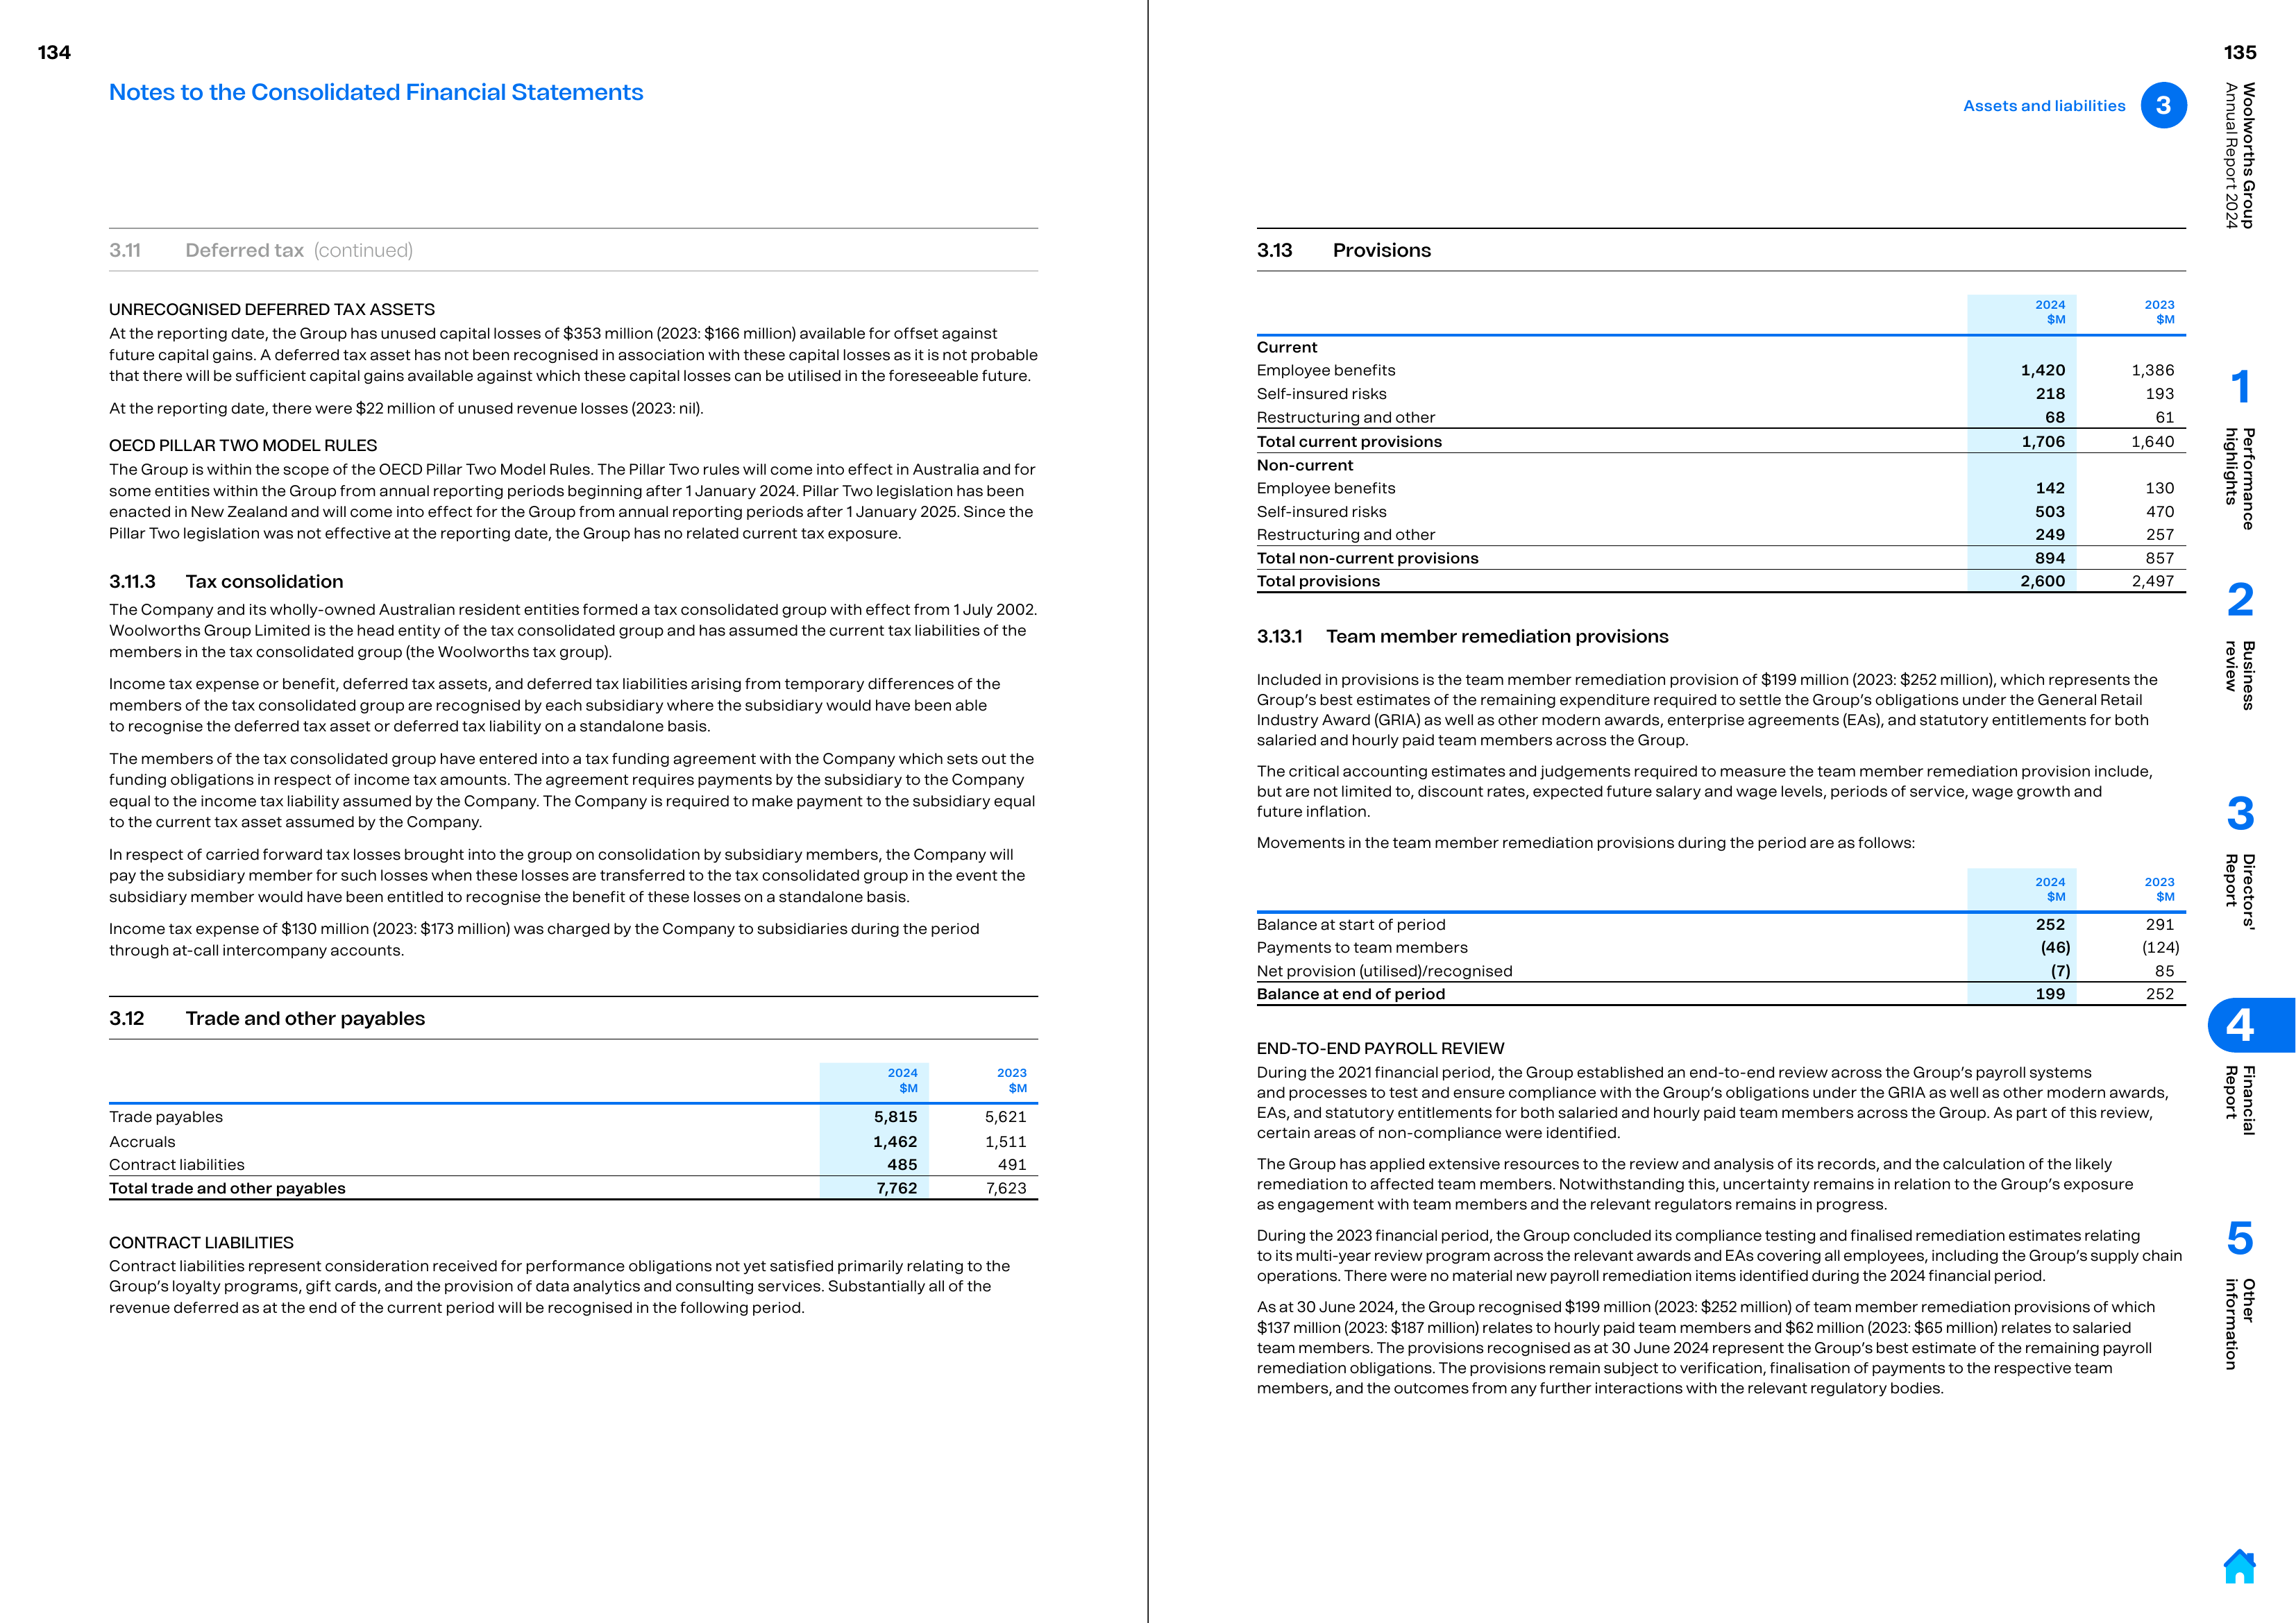 134
Notes to the Consolidated Financial Statements
3.11 Deferred tax (continued)
UNRECOGNISED DEFERRED TAX ASSETS
At the reporting date, the Group has unused capital losses of $353 million (2023: $166 million) available for offset against
future capital gains. A deferred tax asset has not been recognised in association with these capital losses as it is not probable
that there will be sufficient capital gains available against which these capital losses can be utilised in the foreseeable future.
At the reporting date, there were $22 million of unused revenue losses (2023: nil).
OECD PILLAR TWO MODEL RULES
The Group is within the scope of the OECD Pillar Two Model Rules. The Pillar Two rules will come into effect in Australia and for
some entities within the Group from annual reporting periods beginning after 1 January 2024. Pillar Two legislation has been
enacted in New Zealand and will come into effect for the Group from annual reporting periods after 1 January 2025. Since the
Pillar Two legislation was not effective at the reporting date, the Group has no related current tax exposure.
3.11.3 Tax consolidation
The Company and its wholly-owned Australian resident entities formed a tax consolidated group with effect from 1 July 2002.
Woolworths Group Limited is the head entity of the tax consolidated group and has assumed the current tax liabilities of the
members in the tax consolidated group (the Woolworths tax group).
Income tax expense or benefit, deferred tax assets, and deferred tax liabilities arising from temporary differences of the
members of the tax consolidated group are recognised by each subsidiary where the subsidiary would have been able
to recognise the deferred tax asset or deferred tax liability on a standalone basis.
The members of the tax consolidated group have entered into a tax funding agreement with the Company which sets out the
funding obligations in respect of income tax amounts. The agreement requires payments by the subsidiary to the Company
equal to the income tax liability assumed by the Company. The Company is required to make payment to the subsidiary equal
to the current tax asset assumed by the Company.
In respect of carried forward tax losses brought into the group on consolidation by subsidiary members, the Company will
pay the subsidiary member for such losses when these losses are transferred to the tax consolidated group in the event the
subsidiary member would have been entitled to recognise the benefit of these losses on a standalone basis.
Income tax expense of $130 million (2023: $173 million) was charged by the Company to subsidiaries during the period
through at-call intercompany accounts.
3.12 Trade and other payables
2024 2023
$M $M
Trade payables 5,815 5,621
Accruals 1,462 1,511
Contract liabilities 485 491
Total trade and other payables 7,762 7,623
CONTRACT LIABILITIES
Contract liabilities represent consideration received for performance obligations not yet satisfied primarily relating to the
Group's loyalty programs, gift cards, and the provision of data analytics and consulting services. Substantially all of the
revenue deferred as at the end of the current period will be recognised in the following period.
135
Assets and liabilities 3
3.13 Provisions
2024 2023
$M $M
Current
Employee benefits 1,420 1,386
Self-insured risks 218 193
Restructuring and other 68 61
Total current provisions 1,706 1,640
Non-current
Employee benefits 142 130
Self-insured risks 503 470
Restructuring and other 249 257
Total non-current provisions 894 857
Total provisions 2,600 2,497
3.13.1 Team member remediation provisions
Included in provisions is the team member remediation provision of $199 million (2023: $252 million), which represents the
Group's best estimates of the remaining expenditure required to settle the Group's obligations under the General Retail
Industry Award (GRIA) as well as other modern awards, enterprise agreements (EAs), and statutory entitlements for both
salaried and hourly paid team members across the Group.
The critical accounting estimates and judgements required to measure the team member remediation provision include,
but are not limited to, discount rates, expected future salary and wage levels, periods of service, wage growth and
future inflation.
Movements in the team member remediation provisions during the period are as follows:
2024 2023
$M $M
Balance at start of period 252 291
Payments to team members (46) (124)
Net provision (utilised)/recognised (7) 85
Balance at end of period 199 252
END-TO-END PAYROLL REVIEW
During the 2021 financial period, the Group established an end-to-end review across the Group's payroll systems
and processes to test and ensure compliance with the Group's obligations under the GRIA as well as other modern awards,
EAs, and statutory entitlements for both salaried and hourly paid team members across the Group. As part of this review,
certain areas of non-compliance were identified.
The Group has applied extensive resources to the review and analysis of its records, and the calculation of the likely
remediation to affected team members. Notwithstanding this, uncertainty remains in relation to the Group's exposure
as engagement with team members and the relevant regulators remains in progress.
During the 2023 financial period, the Group concluded its compliance testing and finalised remediation estimates relating
to its multi-year review program across the relevant awards and EAs covering all employees, including the Group's supply chain
operations. There were no material new payroll remediation items identified during the 2024 financial period.
As at 30 June 2024, the Group recognised $199 million (2023: $252 million) of team member remediation provisions of which
$137 million (2023: $187 million) relates to hourly paid team members and $62 million (2023: $65 million) relates to salaried
team members. The provisions recognised as at 30 June 2024 represent the Group's best estimate of the remaining payroll
remediation obligations. The provisions remain subject to verification, finalisation of payments to the respective team
members, and the outcomes from any further interactions with the relevant regulatory bodies.
Woolworths Group
Annual Report 2024
1
Performance
highlights
2
Business
review
3
Directors'
Report
4
Financial
Report
5
Other
information